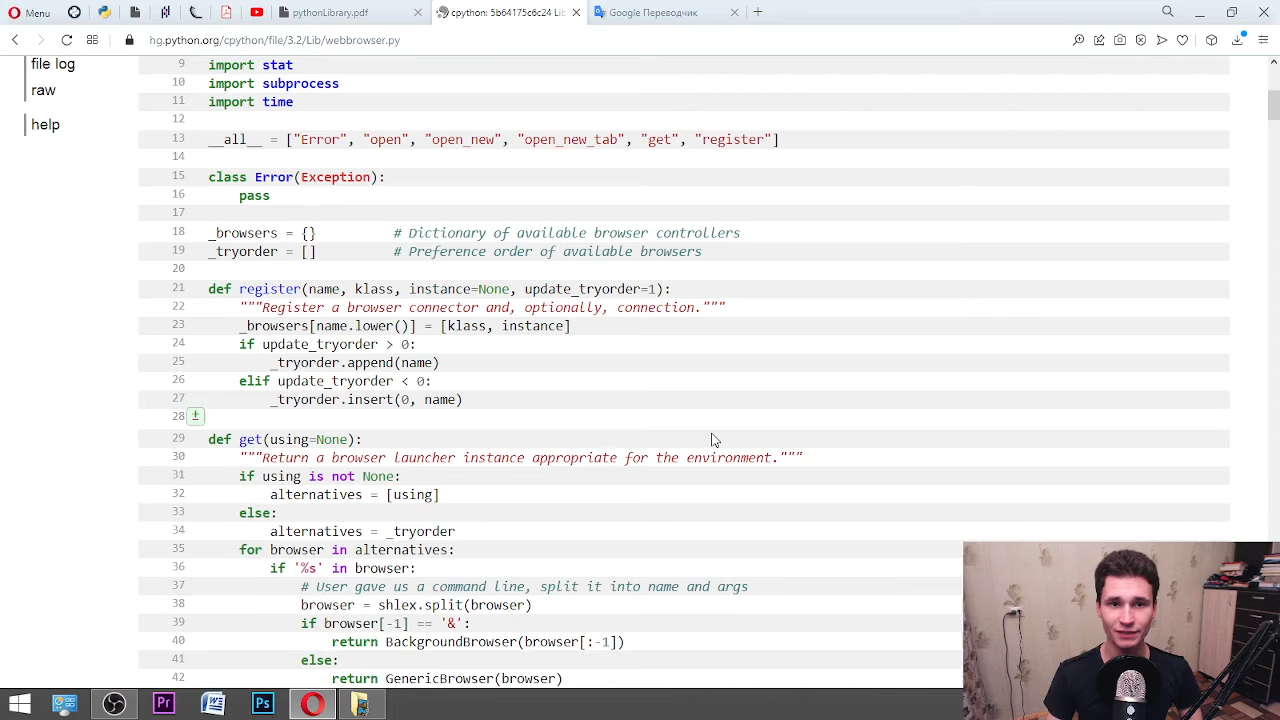 Menu
pythonLibrary.pdf
cpython: 5b64175c6c24 Lib
Google Переводчик
hg.python.org/cpython/file/3.2/Lib/webbrowser.py
file log
raw
help
9 import stat
10 import subprocess
11 import time
12
13 __all__ = ["Error", "open", "open_new", "open_new_tab", "get", "register"]
14
15 class Error(Exception):
16 pass
17
18 _browsers = {} # Dictionary of available browser controllers
19 _tryorder = [] # Preference order of available browsers
20
21 def register(name, klass, instance=None, update_tryorder=1):
22 """Register a browser connector and, optionally, connection."""
23 _browsers[name.lower()] = [klass, instance]
24 if update_tryorder > 0:
25 _tryorder.append(name)
26 elif update_tryorder < 0:
27 _tryorder.insert(0, name)
28 ±
29 def get(using=None):
30 """Return a browser launcher instance appropriate for the environment."""
31 if using is not None:
32 alternatives = [using]
33 else:
34 alternatives = _tryorder
35 for browser in alternatives:
36 if '%s' in browser:
37 # User gave us a command line, split it into name and args
38 browser = shlex.split(browser)
39 if browser[-1] == '&':
40 return BackgroundBrowser(browser[:-1])
41 else:
42 return GenericBrowser(browser)
Pr
Ps